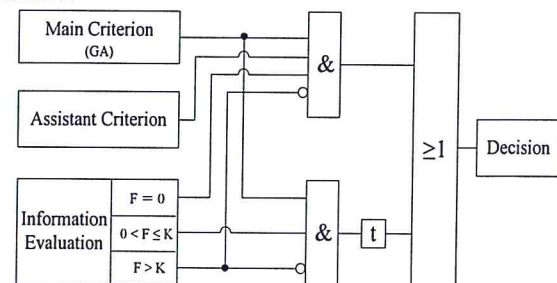 Main Criterion
(GA)
&
Assistant Criterion
≥1
Decision
Information
Evaluation
F = 0
0 < F ≤ K
F > K
&
t